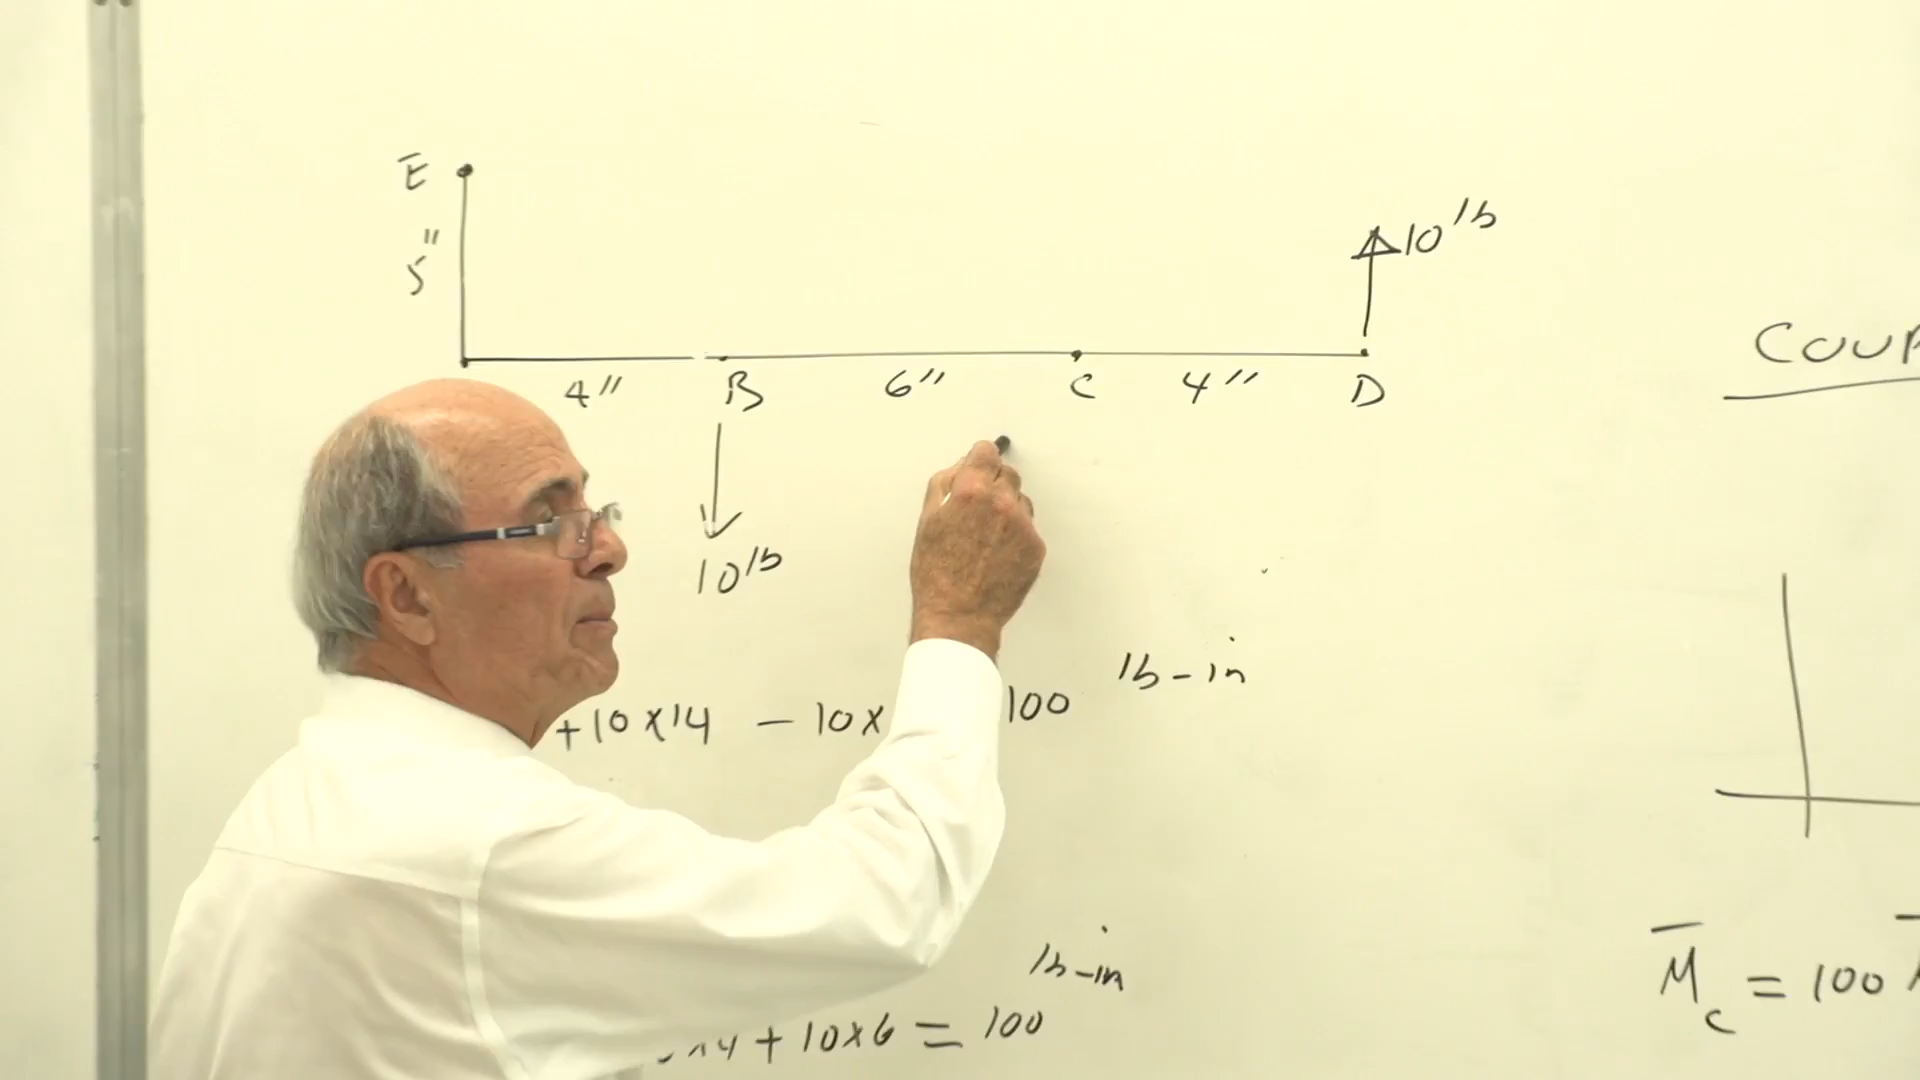 E
5"
10 lb
4" B 6" C 4" D
10 lb
+10x14 - 10x 100 lb-in
x4 + 10x6 = 100 lb-in
COUP
M̅c = 100